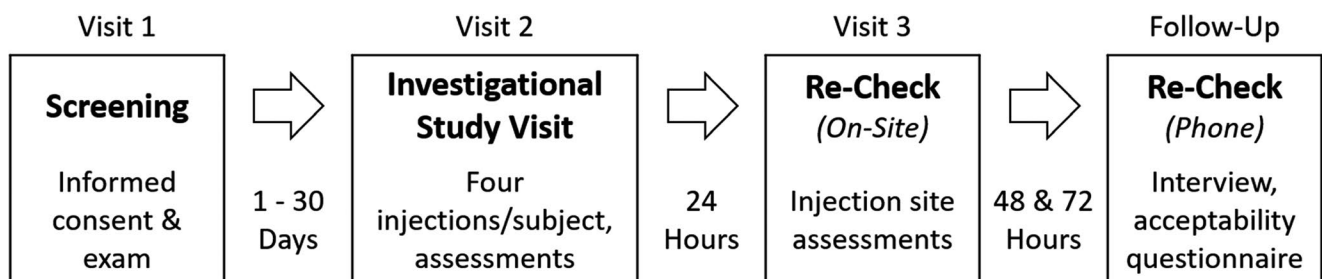 Visit 1
Screening
Informed
consent &
exam
1 - 30
Days
Visit 2
Investigational
Study Visit
Four
injections/subject,
assessments
24
Hours
Visit 3
Re-Check
(On-Site)
Injection site
assessments
48 & 72
Hours
Follow-Up
Re-Check
(Phone)
Interview,
acceptability
questionnaire